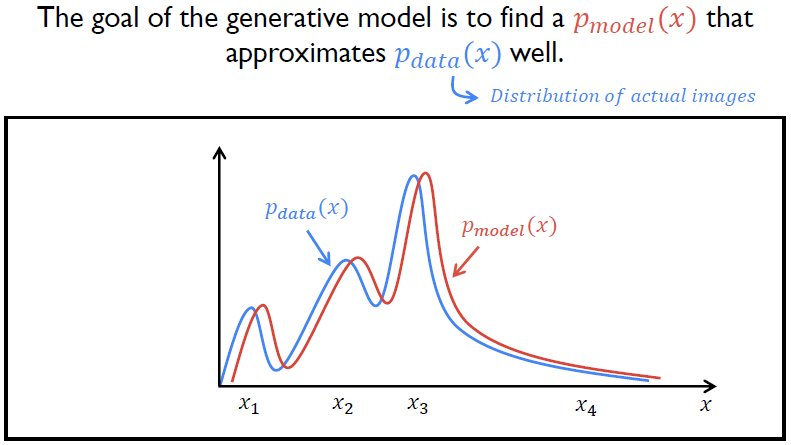 The goal of the generative model is to find a p_model(x) that
approximates p_data(x) well.
Distribution of actual images
p_data(x)
p_model(x)
x_1 x_2 x_3 x_4 x